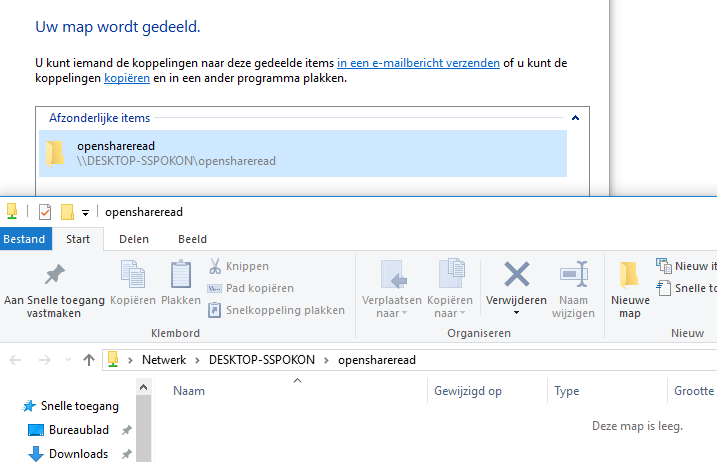 Uw map wordt gedeeld.
U kunt iemand de koppelingen naar deze gedeelde items in een e-mailbericht verzenden of u kunt de
koppelingen kopiëren en in een ander programma plakken.
Afzonderlijke items
openshareread
\\DESKTOP-SSPOKON\openshareread
openshareread
Bestand Start Delen Beeld
Aan Snelle toegang vastmaken
Kopiëren
Plakken
Knippen
Pad kopiëren
Snelkoppeling plakken
Klembord
Verplaatsen naar
Kopiëren naar
Verwijderen
Naam wijzigen
Organiseren
Nieuwe map
Nieuw it
Snelle to
Nieuw
Netwerk DESKTOP-SSPOKON openshareread
Naam Gewijzigd op Type Grootte
Deze map is leeg.
Snelle toegang
Bureaublad
Downloads